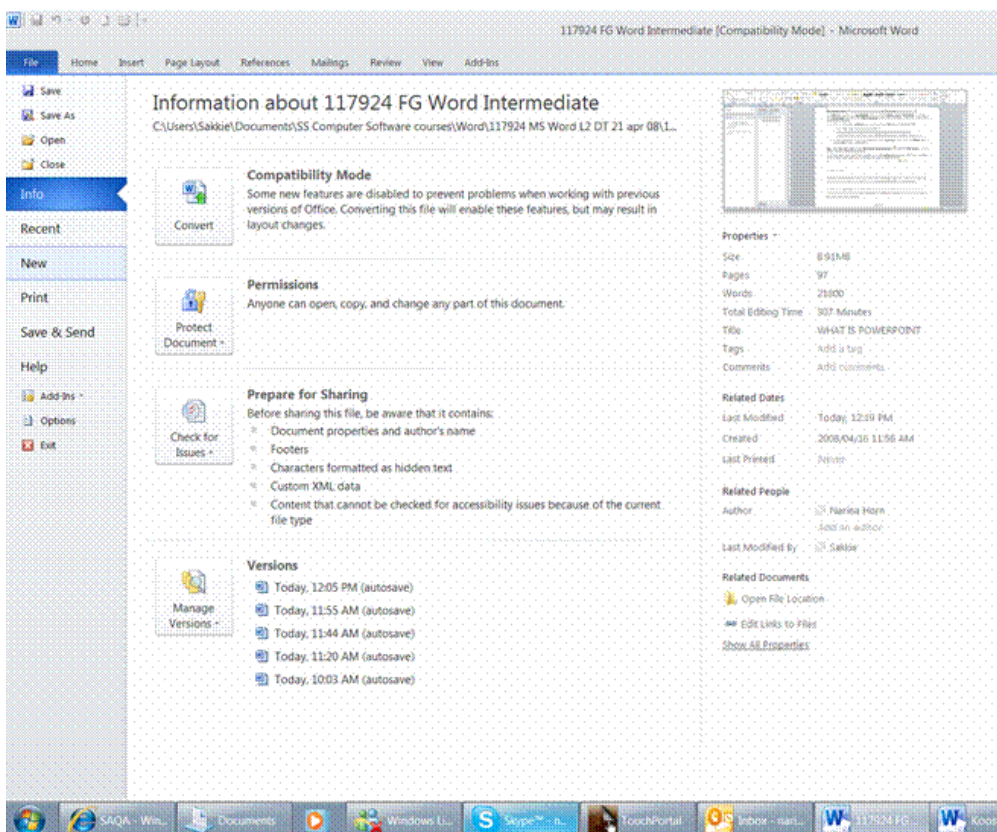 117924 FG Word Intermediate [Compatibility Mode] - Microsoft Word
File Home Insert Page Layout References Mailings Review View Add-Ins
Save
Save As
Open
Close
Info
Recent
New
Print
Save & Send
Help
Add-Ins
Options
Exit
Information about 117924 FG Word Intermediate
C:\Users\Sakkie\Documents\SS Computer Software courses\Word\117924 MS Word L2 DT 21 apr 08\1...
Convert
Compatibility Mode
Some new features are disabled to prevent problems when working with previous
versions of Office. Converting this file will enable these features, but may result in
layout changes.
Protect
Document
Permissions
Anyone can open, copy, and change any part of this document.
Check for
Issues
Prepare for Sharing
Before sharing this file, be aware that it contains:
Document properties and author's name
Footers
Characters formatted as hidden text
Custom XML data
Content that cannot be checked for accessibility issues because of the current
file type
Manage
Versions
Versions
Today, 12:05 PM (autosave)
Today, 11:55 AM (autosave)
Today, 11:44 AM (autosave)
Today, 11:20 AM (autosave)
Today, 10:03 AM (autosave)
Properties
Size 8.91MB
Pages 97
Words 21800
Total Editing Time 307 Minutes
Title WHAT IS POWERPOINT
Tags Add a tag
Comments Add comments
Related Dates
Last Modified Today, 12:19 PM
Created 2008/04/16 11:56 AM
Last Printed Never
Related People
Author Narina Horn
Add an author
Last Modified By Sakkie
Related Documents
Open File Location
Edit Links to Files
Show All Properties
SAQA - Win... Documents Windows Li... Skype™ - n... TouchPortal Inbox - nari... 117924 FG... Koos